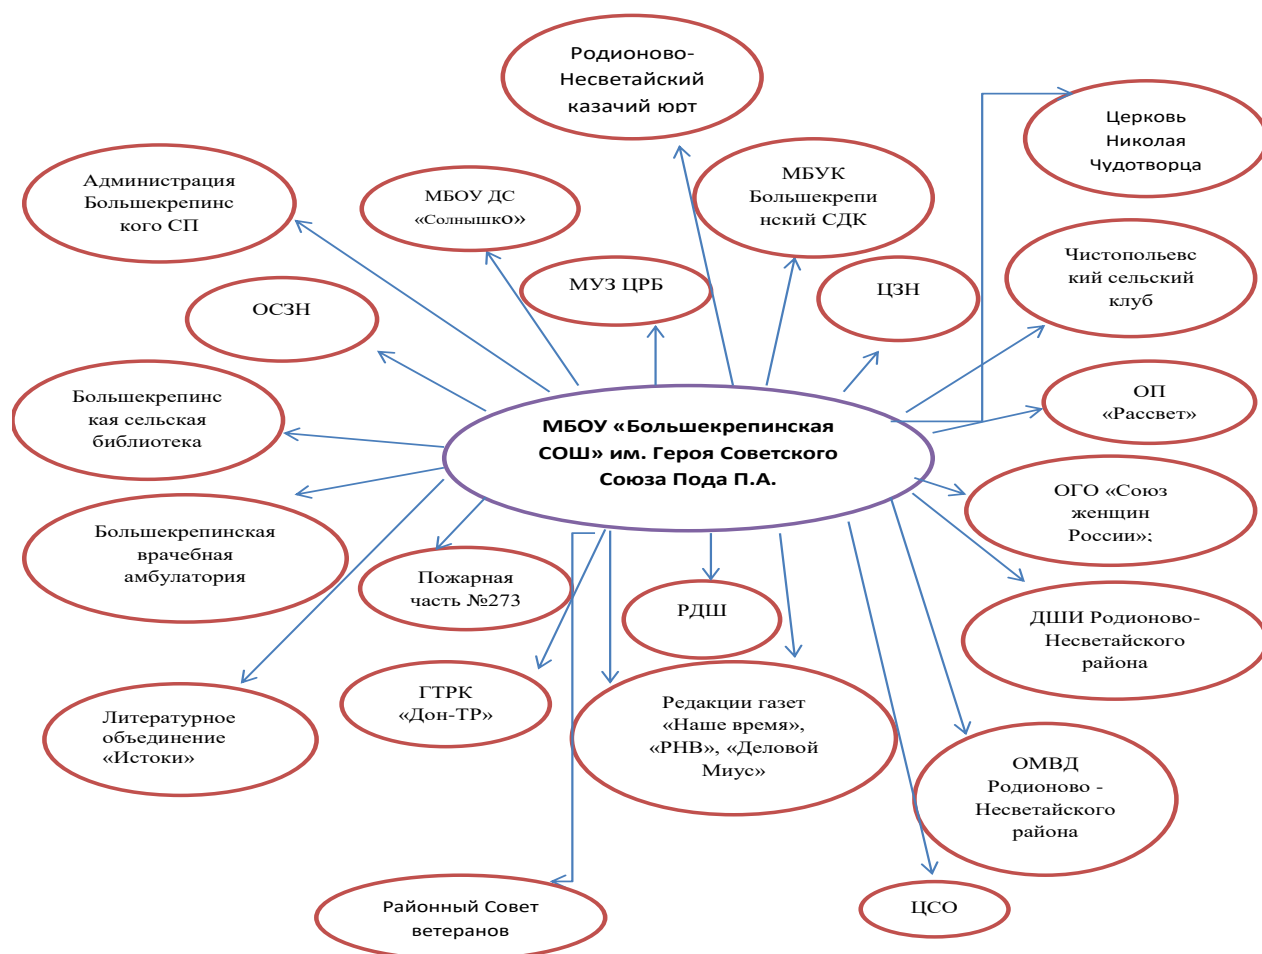 Родионово-
Несветайский
казачий юрт
Церковь
Николая
Чудотворца
Администрация
Большекрепинс
кого СП
МБОУ ДС
«Солнышко»
МБУК
Большекрепи
нский СДК
Чистопольевс
кий сельский
клуб
МУЗ ЦРБ
ЦЗН
ОСЗН
Большекрепинс
кая сельская
библиотека
МБОУ «Большекрепинская
СОШ» им. Героя Советского
Союза Пода П.А.
ОП
«Рассвет»
ОГО «Союз
женщин
России»;
Большекрепинская
врачебная
амбулатория
Пожарная
часть №273
РДШ
ДШИ Родионово-
Несветайского
района
Литературное
объединение
«Истоки»
ГТРК
«Дон-ТР»
Редакции газет
«Наше время»,
«РНВ», «Деловой
Миус»
ОМВД
Родионово -
Несветайского
района
Районный Совет
ветеранов
ЦСО